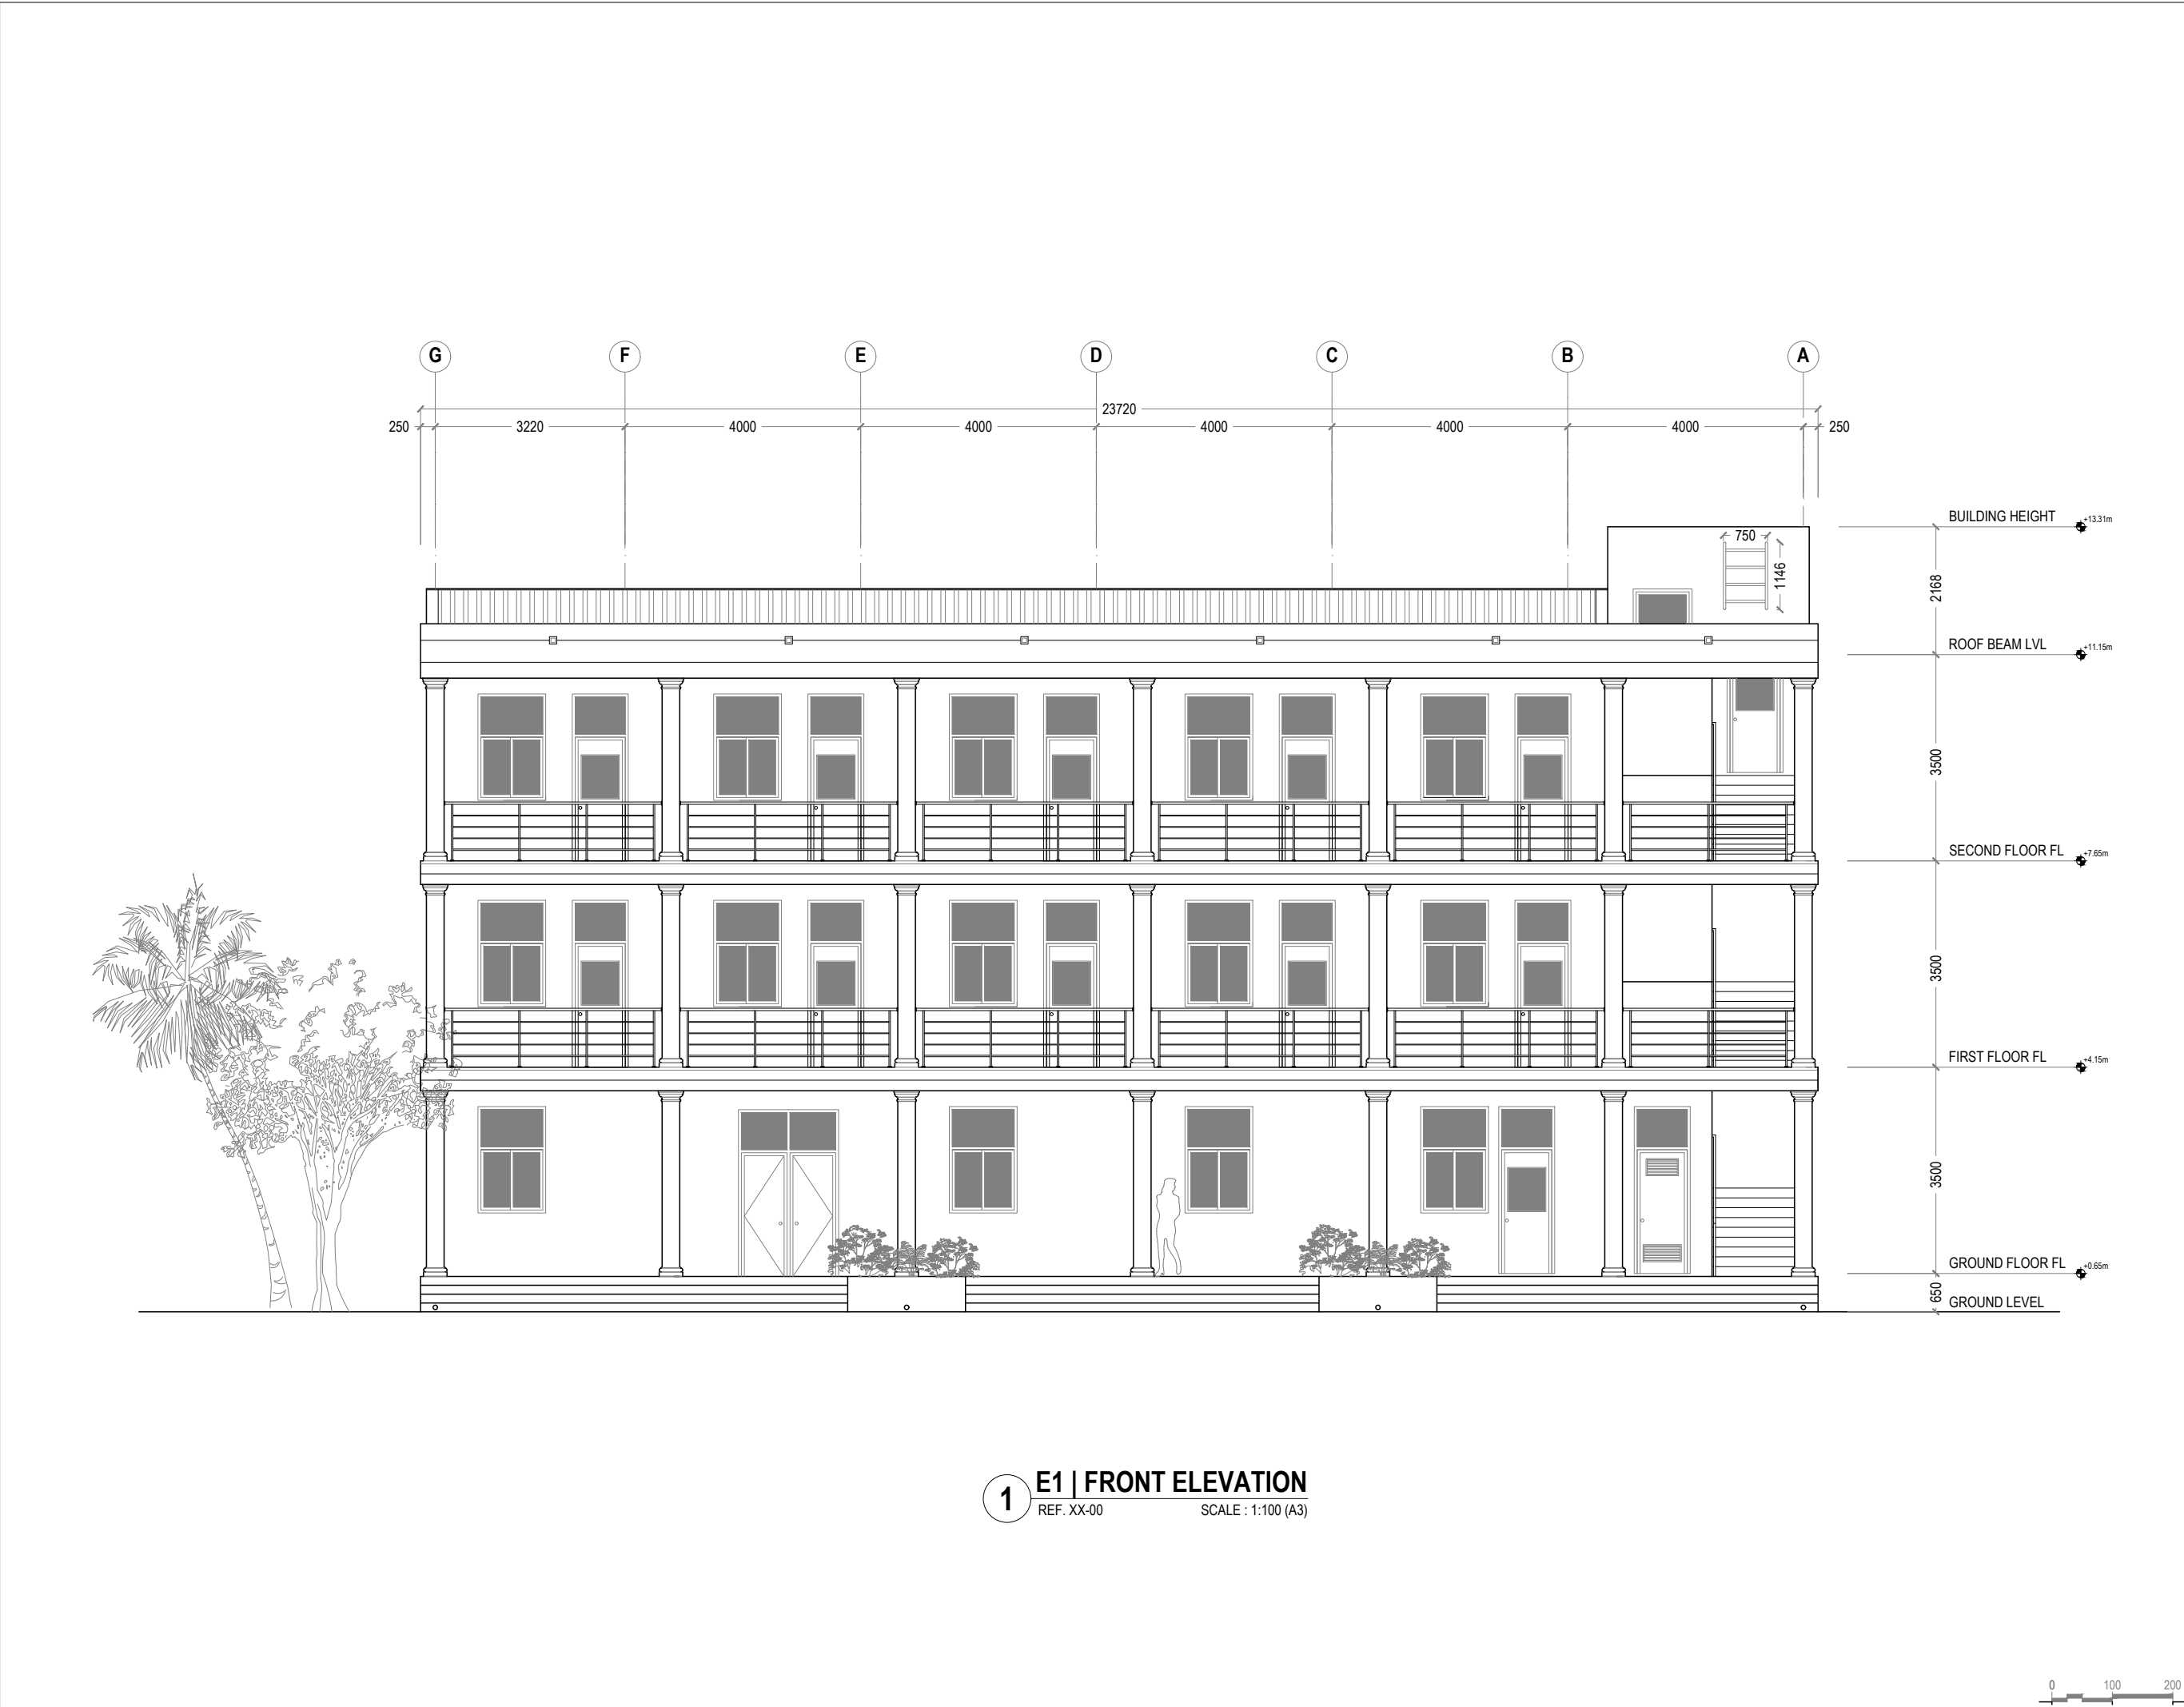 G F E D C B A
23720
250 3220 4000 4000 4000 4000 4000 250
BUILDING HEIGHT +13.31m
750
1146
2168
ROOF BEAM LVL +11.15m
3500
SECOND FLOOR FL +7.65m
3500
FIRST FLOOR FL +4.15m
3500
GROUND FLOOR FL +0.65m
650
GROUND LEVEL
1 E1 | FRONT ELEVATION
REF. XX-00 SCALE : 1:100 (A3)
0 100 200